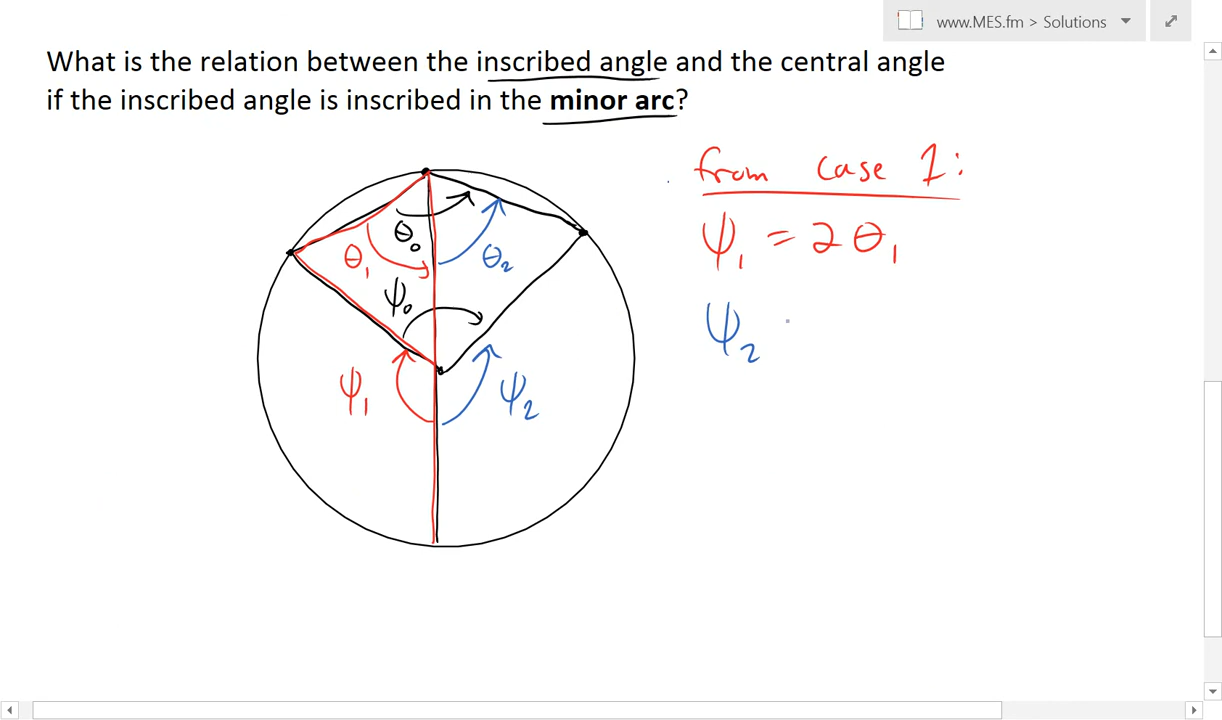 www.MES.fm > Solutions
What is the relation between the inscribed angle and the central angle
if the inscribed angle is inscribed in the minor arc?
from case 1:
ψ₁ = 2θ₁
ψ₂
θ₀
θ₁
θ₂
ψ₀
ψ₁
ψ₂